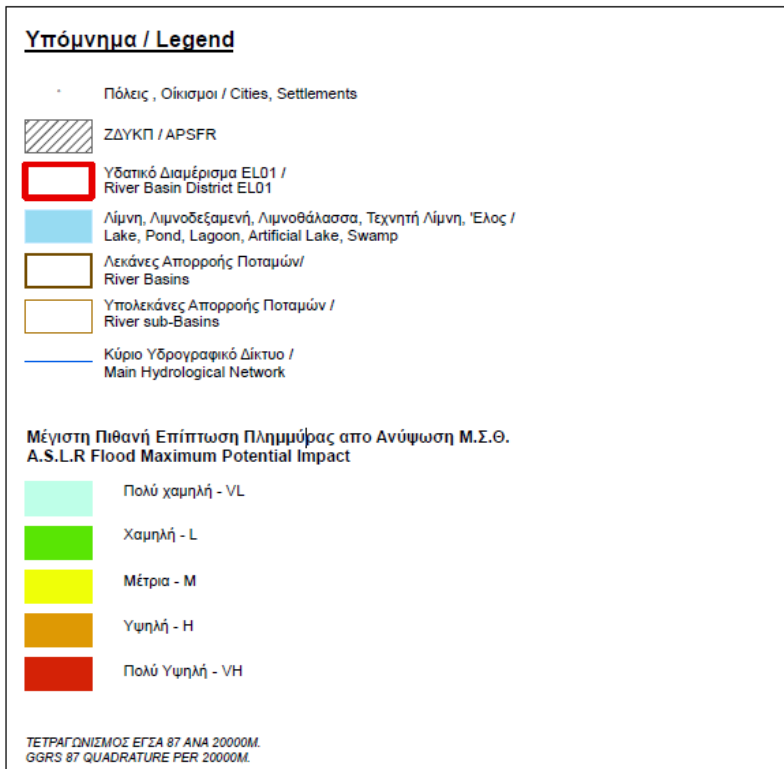 Υπόμνημα / Legend
Πόλεις , Οίκισμοι / Cities, Settlements
ΖΔΥΚΠ / APSFR
Υδατικό Διαμέρισμα EL01 /
River Basin District EL01
Λίμνη, Λιμνοδεξαμενή, Λιμνοθάλασσα, Τεχνητή Λίμνη, Έλος /
Lake, Pond, Lagoon, Artificial Lake, Swamp
Λεκάνες Απορροής Ποταμών/
River Basins
Υπολεκάνες Απορροής Ποταμών /
River sub-Basins
Κύριο Υδρογραφικό Δίκτυο /
Main Hydrological Network
Μέγιστη Πιθανή Επίπτωση Πλημμύρας απο Ανύψωση Μ.Σ.Θ.
A.S.L.R Flood Maximum Potential Impact
Πολύ χαμηλή - VL
Χαμηλή - L
Μέτρια - M
Υψηλή - H
Πολύ Υψηλή - VH
ΤΕΤΡΑΓΩΝΙΣΜΟΣ ΕΓΣΑ 87 ΑΝΑ 20000Μ.
GGRS 87 QUADRATURE PER 20000M.